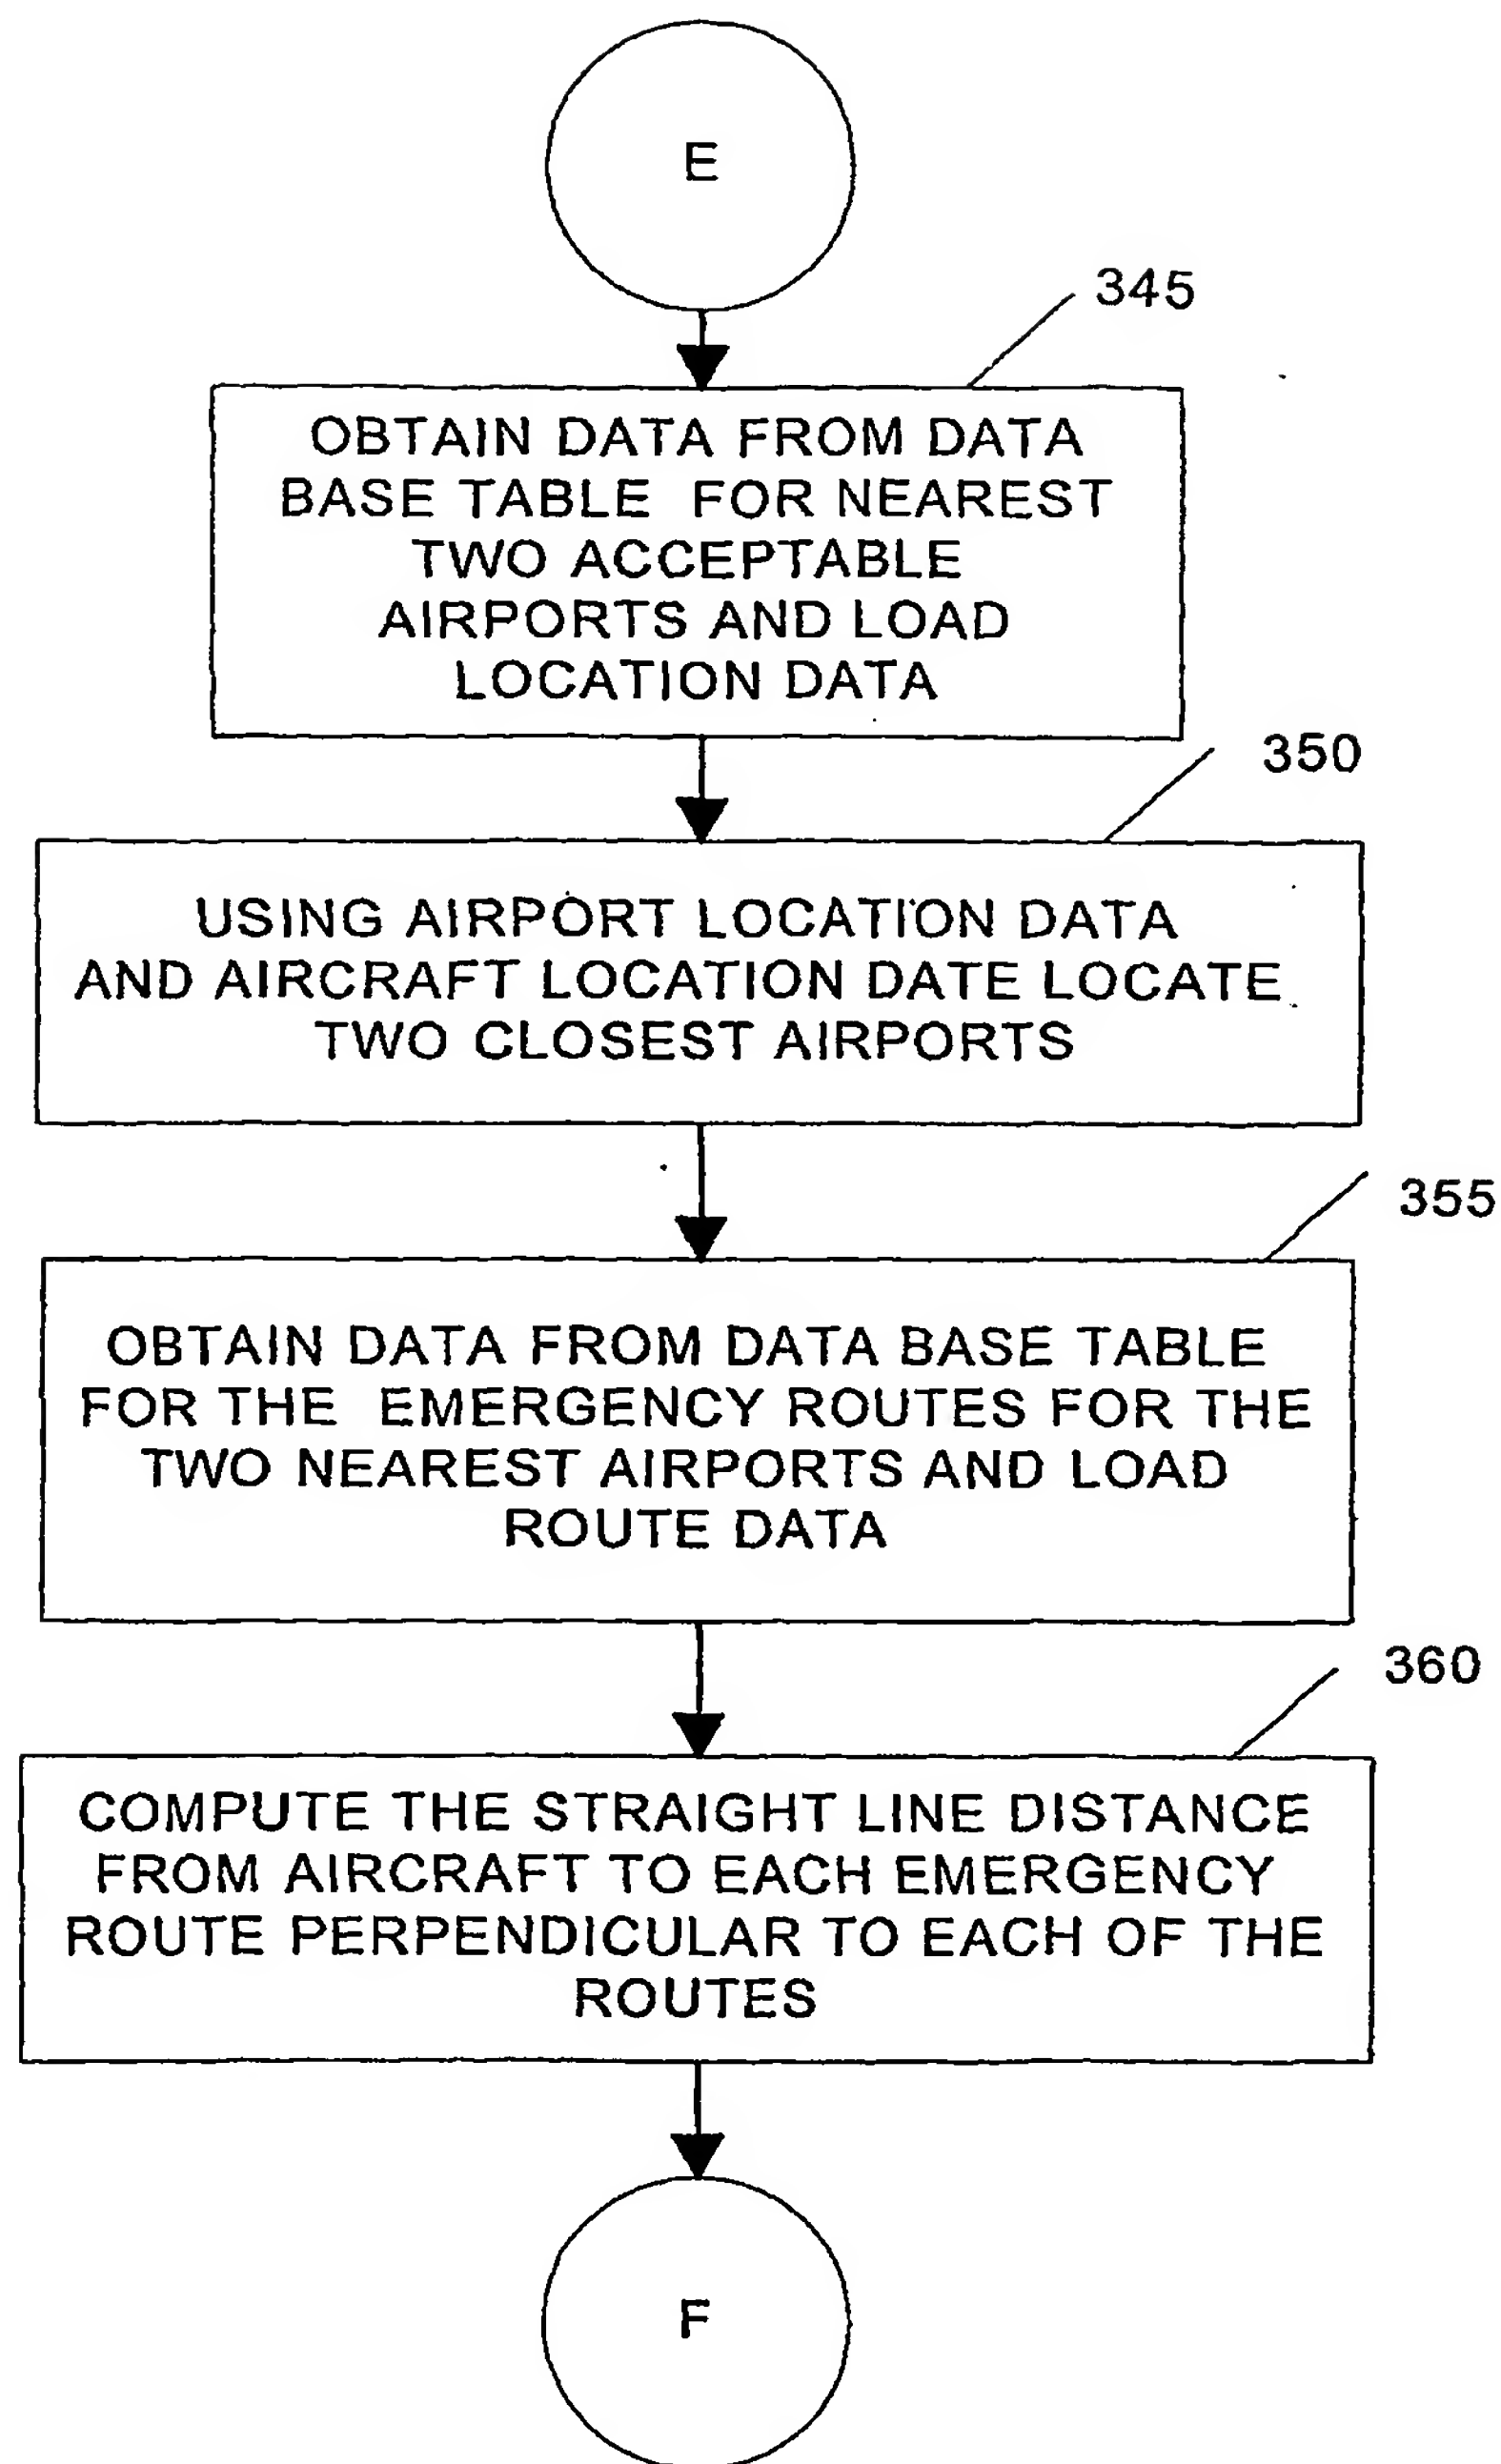 E
345
OBTAIN DATA FROM DATA
BASE TABLE FOR NEAREST
TWO ACCEPTABLE
AIRPORTS AND LOAD
LOCATION DATA
350
USING AIRPORT LOCATION DATA
AND AIRCRAFT LOCATION DATE LOCATE
TWO CLOSEST AIRPORTS
355
OBTAIN DATA FROM DATA BASE TABLE
FOR THE EMERGENCY ROUTES FOR THE
TWO NEAREST AIRPORTS AND LOAD
ROUTE DATA
360
COMPUTE THE STRAIGHT LINE DISTANCE
FROM AIRCRAFT TO EACH EMERGENCY
ROUTE PERPENDICULAR TO EACH OF THE
ROUTES
F